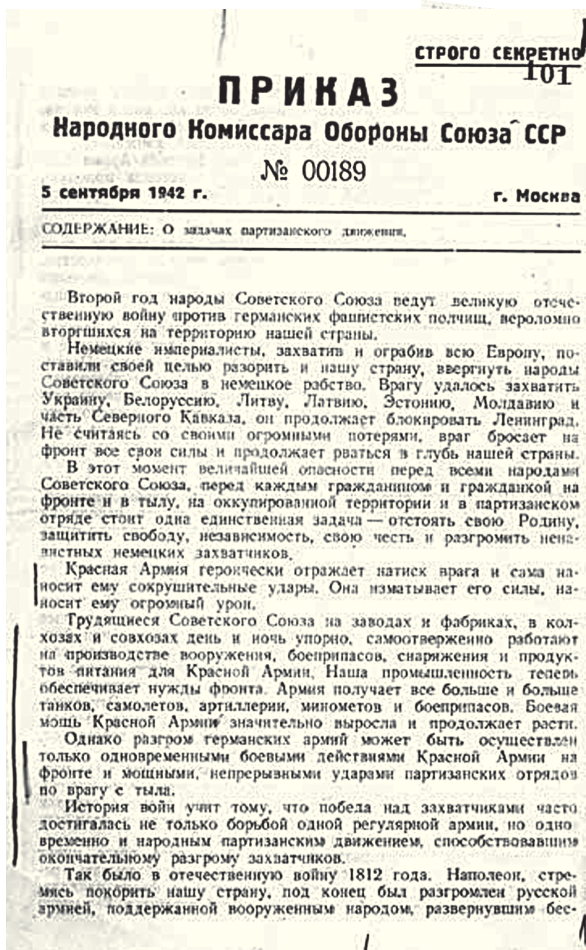 СТРОГО СЕКРЕТНО
101
ПРИКАЗ
Народного Комиссара Обороны Союза ССР
№ 00189
5 сентября 1942 г. г. Москва
СОДЕРЖАНИЕ: О задачах партизанского движения.
Второй год народы Советского Союза ведут великую отече-
ственную войну против германских фашистских полчищ, вероломно
вторгшихся на территорию нашей страны.
Немецкие империалисты, захватив и ограбив всю Европу, по-
ставили своей целью разорить и нашу страну, ввергнуть народы
Советского Союза в немецкое рабство. Врагу удалось захватить
Украину, Белоруссию, Литву, Латвию, Эстонию, Молдавию и
часть Северного Кавказа, он продолжает блокировать Ленинград.
Не считаясь со своими огромными потерями, враг бросает на
фронт все свои силы и продолжает рваться в глубь нашей страны.
В этот момент величайшей опасности перед всеми народами
Советского Союза, перед каждым гражданином и гражданкой на
фронте и в тылу, на оккупированной территории и в партизанском
отряде стоит одна единственная задача — отстоять свою Родину,
защитить свободу, независимость, свою честь и разгромить нена-
вистных немецких захватчиков.
Красная Армия героически отражает натиск врага и сама на-
носит ему сокрушительные удары. Она изматывает его силы, на-
носит ему огромный урон.
Трудящиеся Советского Союза на заводах и фабриках, в кол-
хозах и совхозах день и ночь упорно, самоотверженно работают
на производстве вооружения, боеприпасов, снаряжения и продук-
тов питания для Красной Армии. Наша промышленность теперь
обеспечивает нужды фронта. Армия получает все больше и больше
танков, самолетов, артиллерии, минометов и боеприпасов. Боевая
мощь Красной Армии значительно выросла и продолжает расти.
Однако разгром германских армий может быть осуществлен
только одновременными боевыми действиями Красной Армии на
фронте и мощными, непрерывными ударами партизанских отрядов
по врагу с тыла.
История войн учит тому, что победа над захватчиками часто
достигалась не только борьбой одной регулярной армии, но одно
временно и народным партизанским движением, способствовавшим
окончательному разгрому захватчиков.
Так было в отечественную войну 1812 года. Наполеон, стре-
мясь покорить нашу страну, под конец был разгромлен русской
армией, поддержанной вооруженным народом, развернувшим бес-